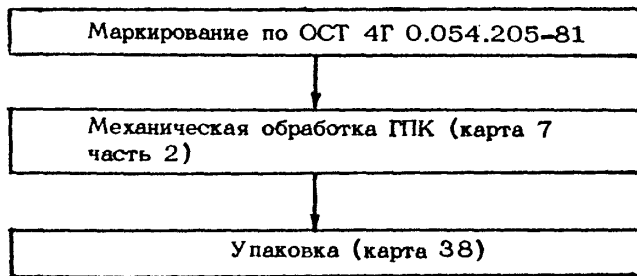 Маркирование по ОСТ 4Г 0.054.205-81
Механическая обработка ГПК (карта 7
часть 2)
Упаковка (карта 38)